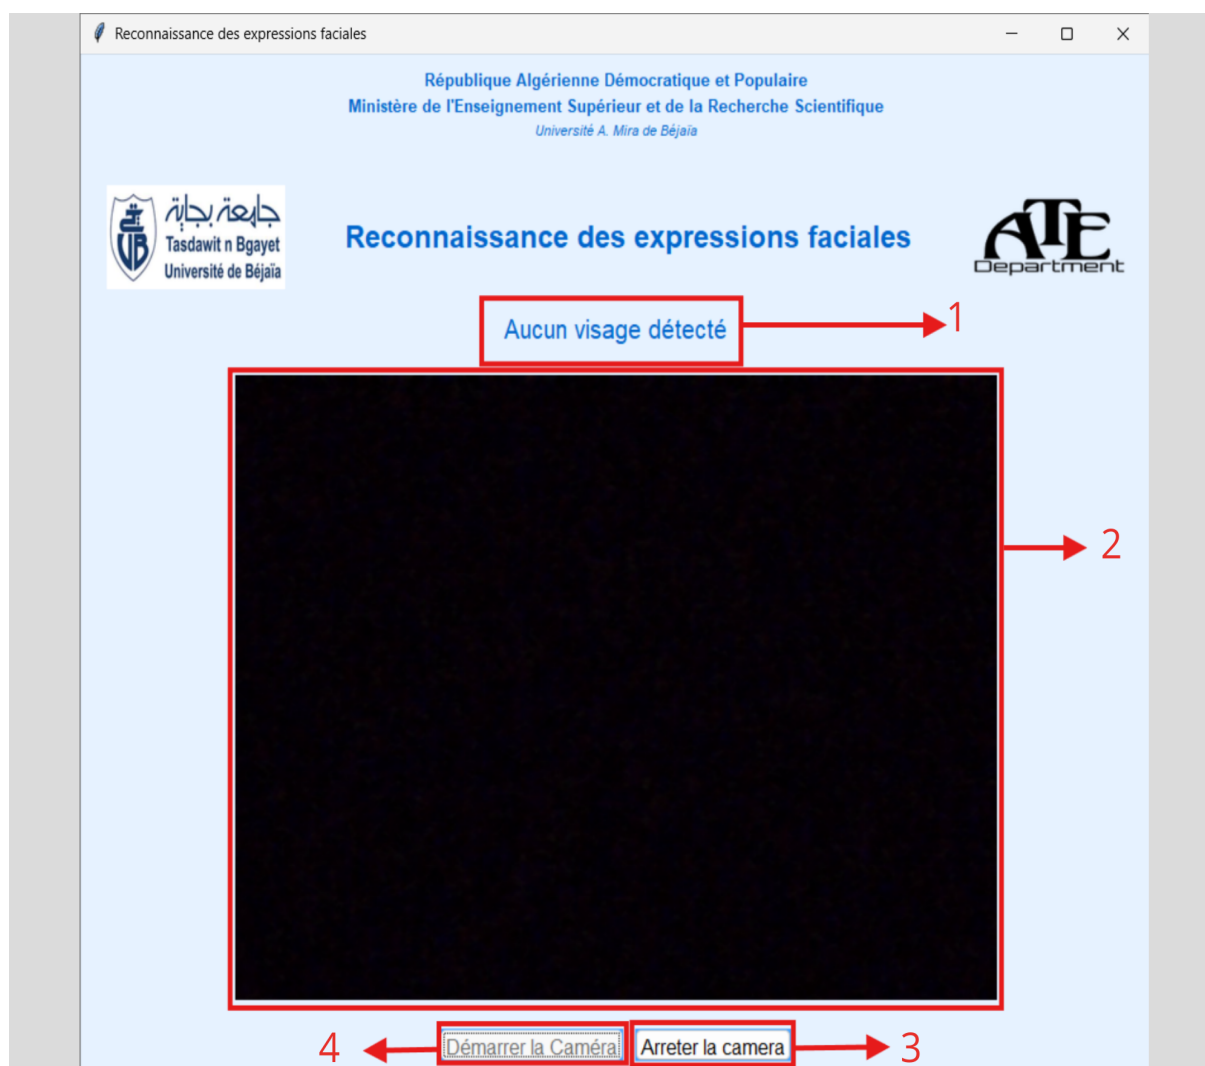 Reconnaissance des expressions faciales
République Algérienne Démocratique et Populaire
Ministère de l'Enseignement Supérieur et de la Recherche Scientifique
Université A. Mira de Béjaïa
جامعة بجاية
Tasdawit n Bgayet
Université de Béjaïa
UB
Reconnaissance des expressions faciales
ATE
Department
Aucun visage détecté
1
2
4
Démarrer la Caméra
Arreter la camera
3